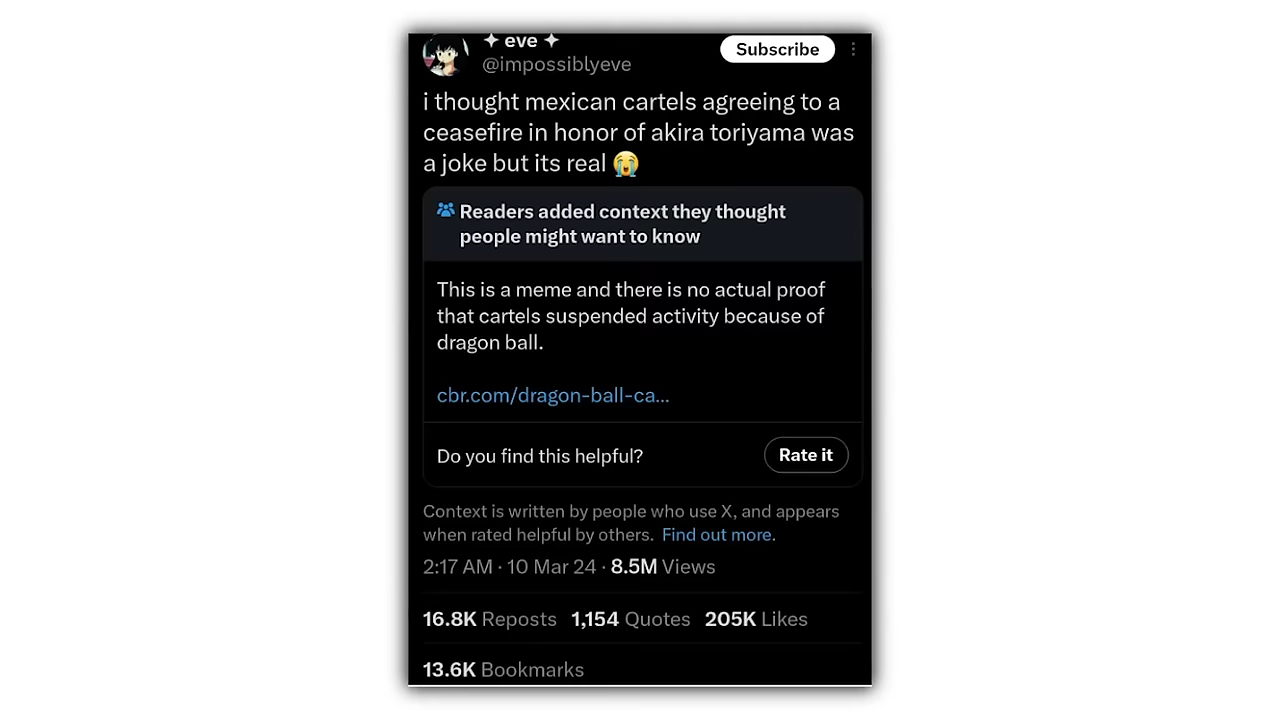 ✦ eve ✦
Subscribe
@impossiblyeve
i thought mexican cartels agreeing to a
ceasefire in honor of akira toriyama was
a joke but its real 😭
Readers added context they thought
people might want to know
This is a meme and there is no actual proof
that cartels suspended activity because of
dragon ball.
cbr.com/dragon-ball-ca...
Do you find this helpful?
Rate it
Context is written by people who use X, and appears
when rated helpful by others. Find out more.
2:17 AM · 10 Mar 24 · 8.5M Views
16.8K Reposts 1,154 Quotes 205K Likes
13.6K Bookmarks